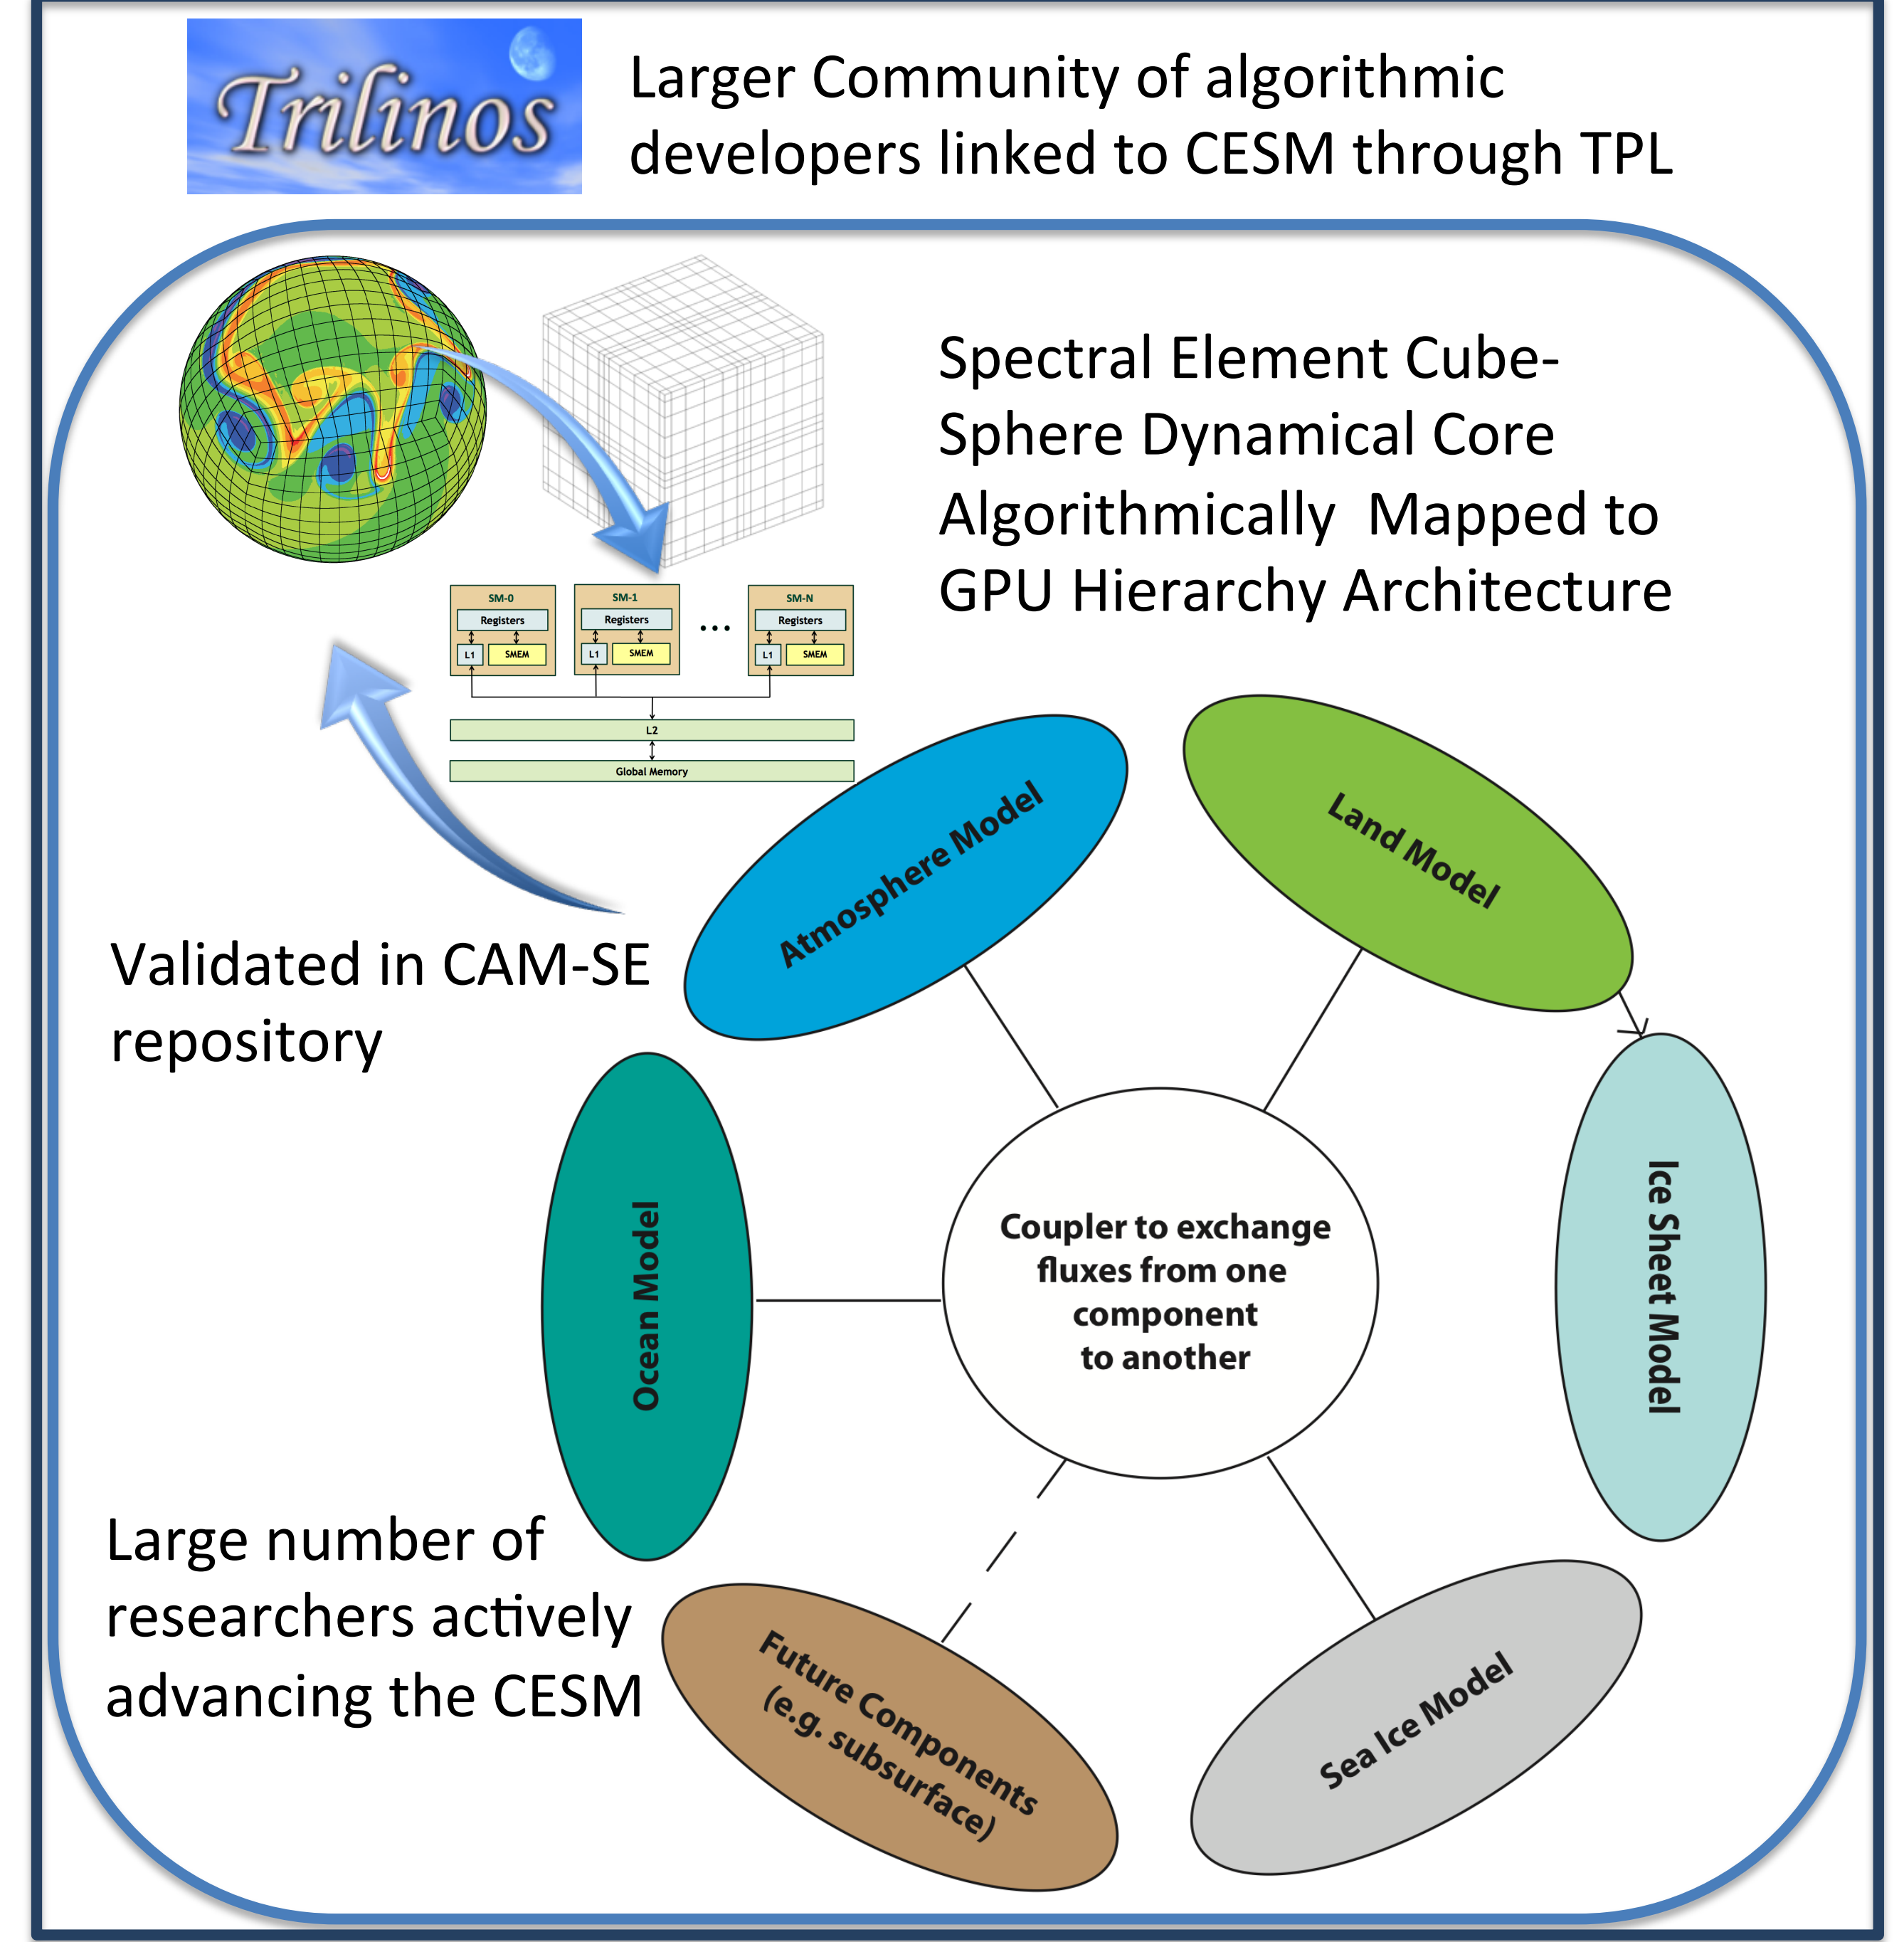 Trilinos
Larger Community of algorithmic
developers linked to CESM through TPL
Spectral Element Cube-
Sphere Dynamical Core
Algorithmically Mapped to
GPU Hierarchy Architecture
SM-0
Registers
L1
SMEM
SM-1
Registers
L1
SMEM
...
SM-N
Registers
L1
SMEM
L2
Global Memory
Atmosphere Model
Land Model
Validated in CAM-SE
repository
Ocean Model
Coupler to exchange
fluxes from one
component
to another
Ice Sheet Model
Large number of
researchers actively
advancing the CESM
Future Components
(e.g. subsurface)
Sea Ice Model